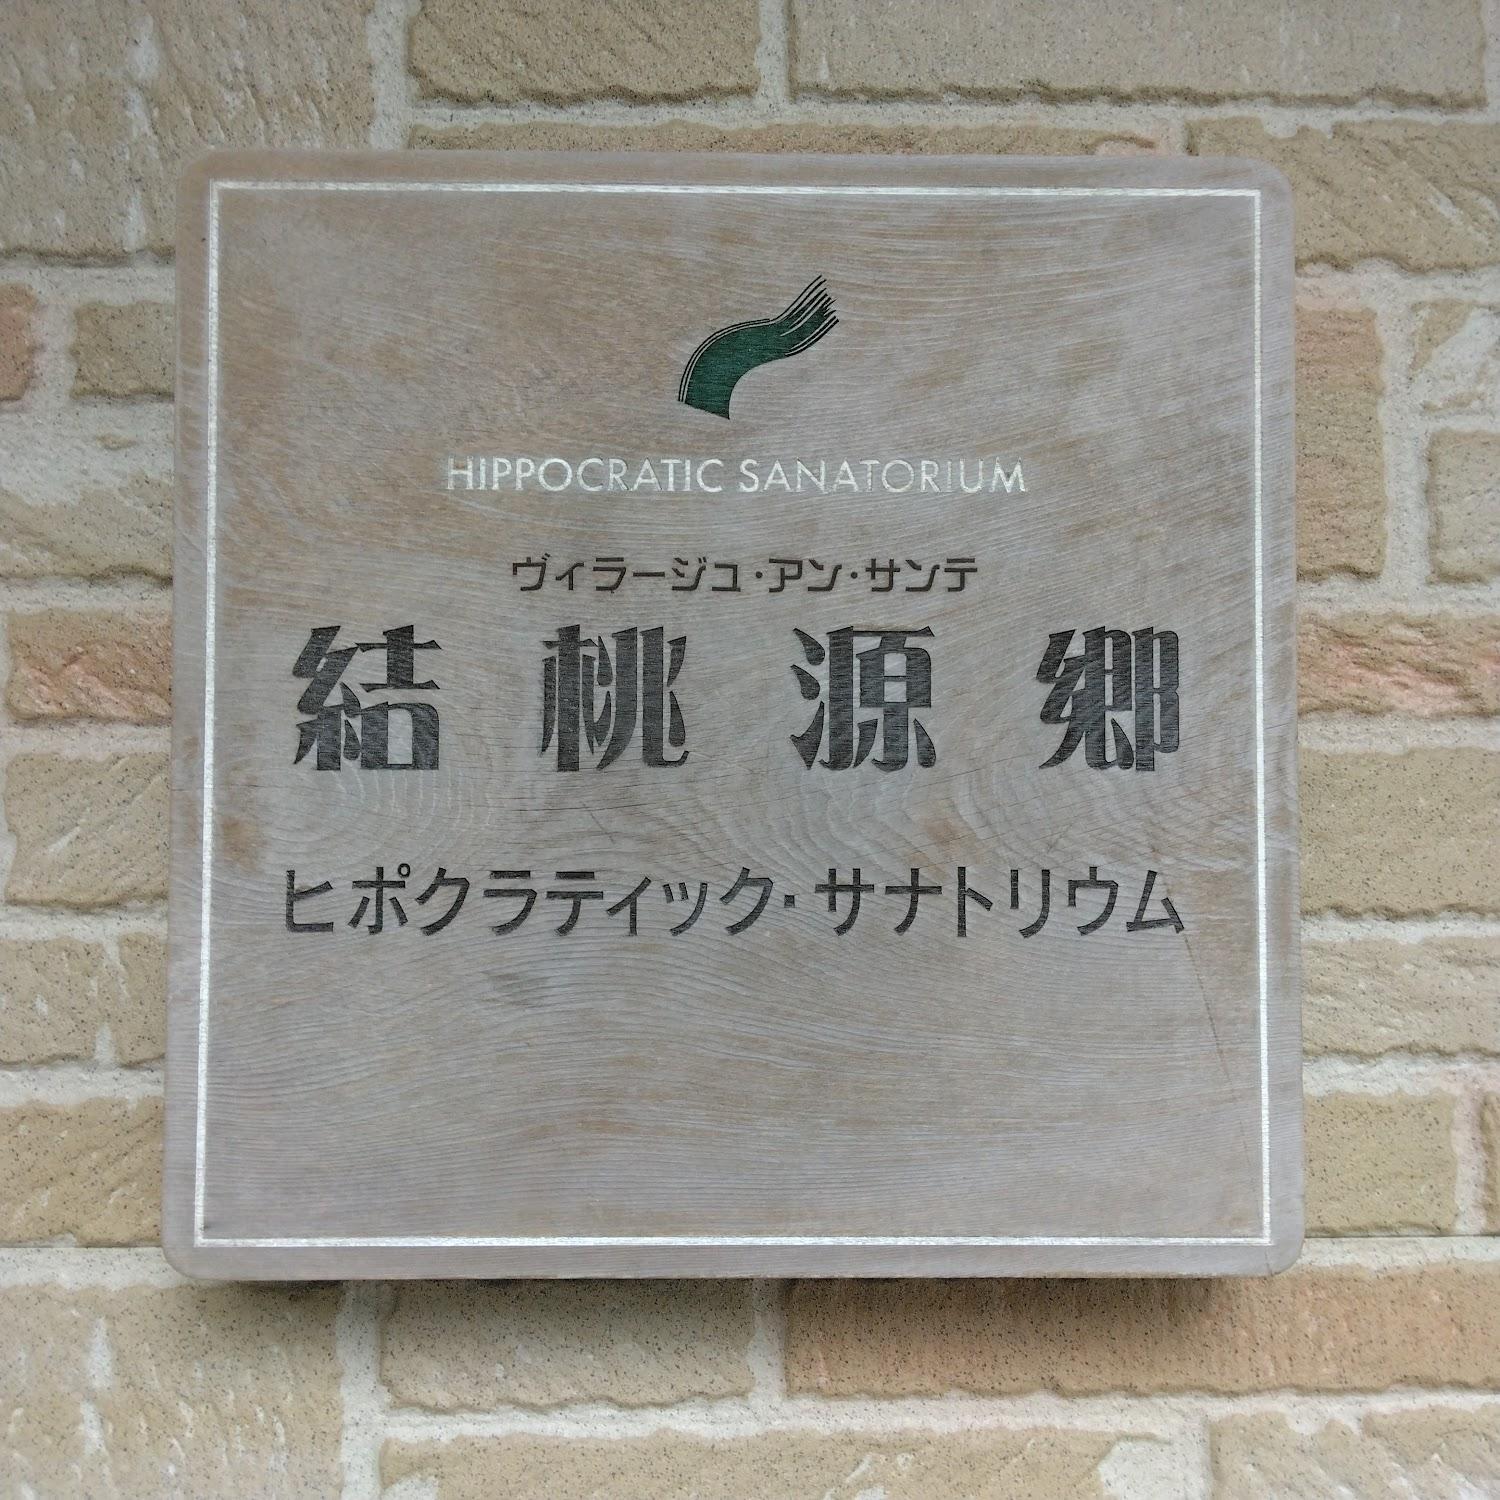 HIPPOCRATIC SANATORIUM
ヴィラージュ・アン・サンテ
結桃源郷
ヒポクラティック・サナトリウム